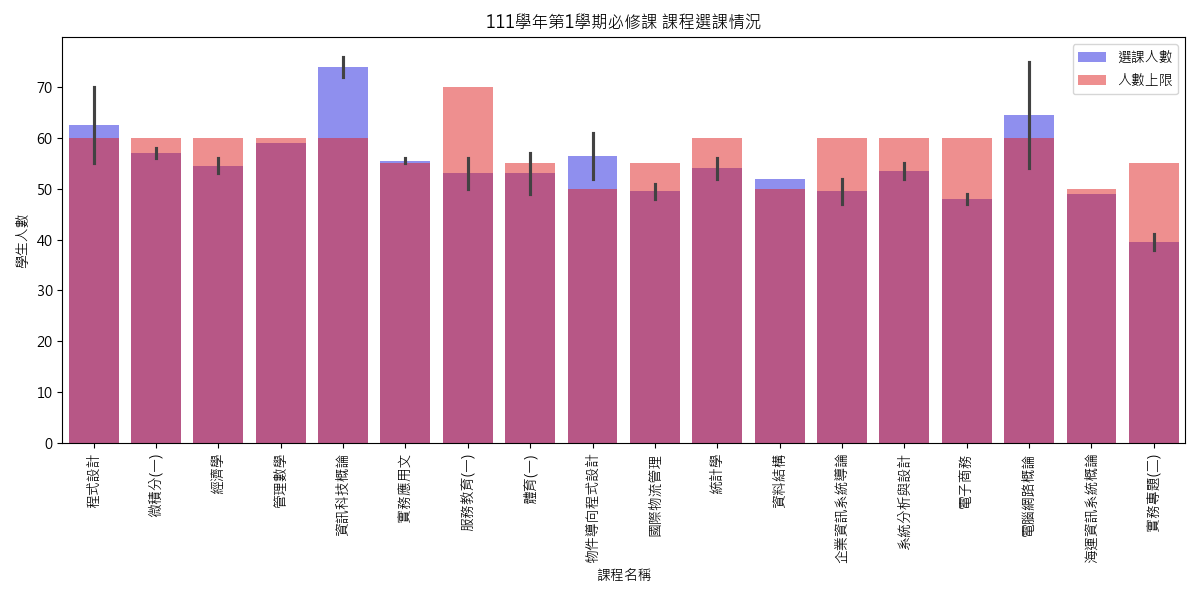 111學年第1學期必修課 課程選課情況
選課人數
人數上限
學生人數
70
60
50
40
30
20
10
0
程式設計
微積分(一)
經濟學
管理數學
資訊科技概論
實務應用文
服務教育(一)
體育(一)
物件導向程式設計
國際物流管理
統計學
資料結構
企業資訊系統導論
系統分析與設計
電子商務
電腦網路概論
海運資訊系統概論
實務專題(二)
課程名稱